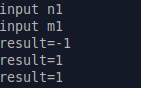 input n1
input m1
result=-1
result=1
result=1